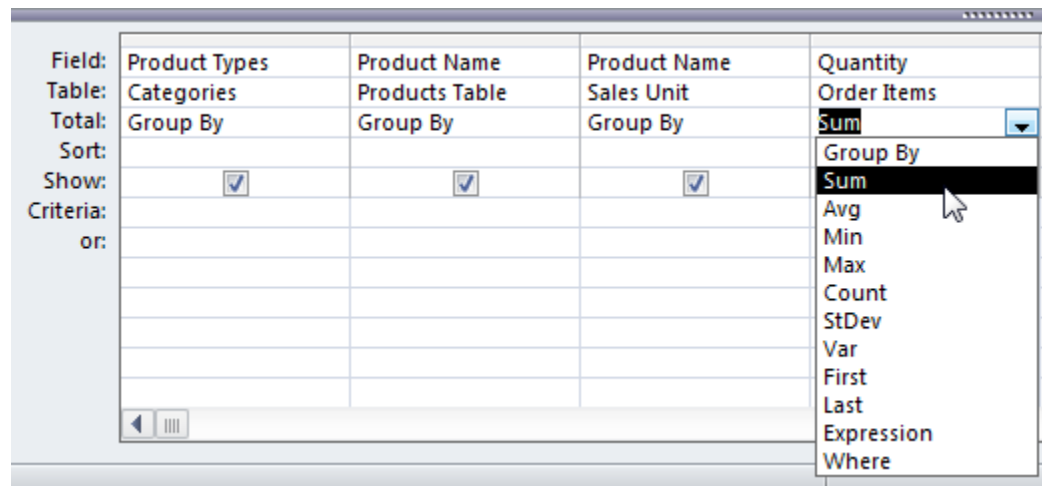 Field: Product Types Product Name Product Name Quantity
Table: Categories Products Table Sales Unit Order Items
Total: Group By Group By Group By Sum
Sort:
Show:
Criteria:
or:
Group By
Sum
Avg
Min
Max
Count
StDev
Var
First
Last
Expression
Where